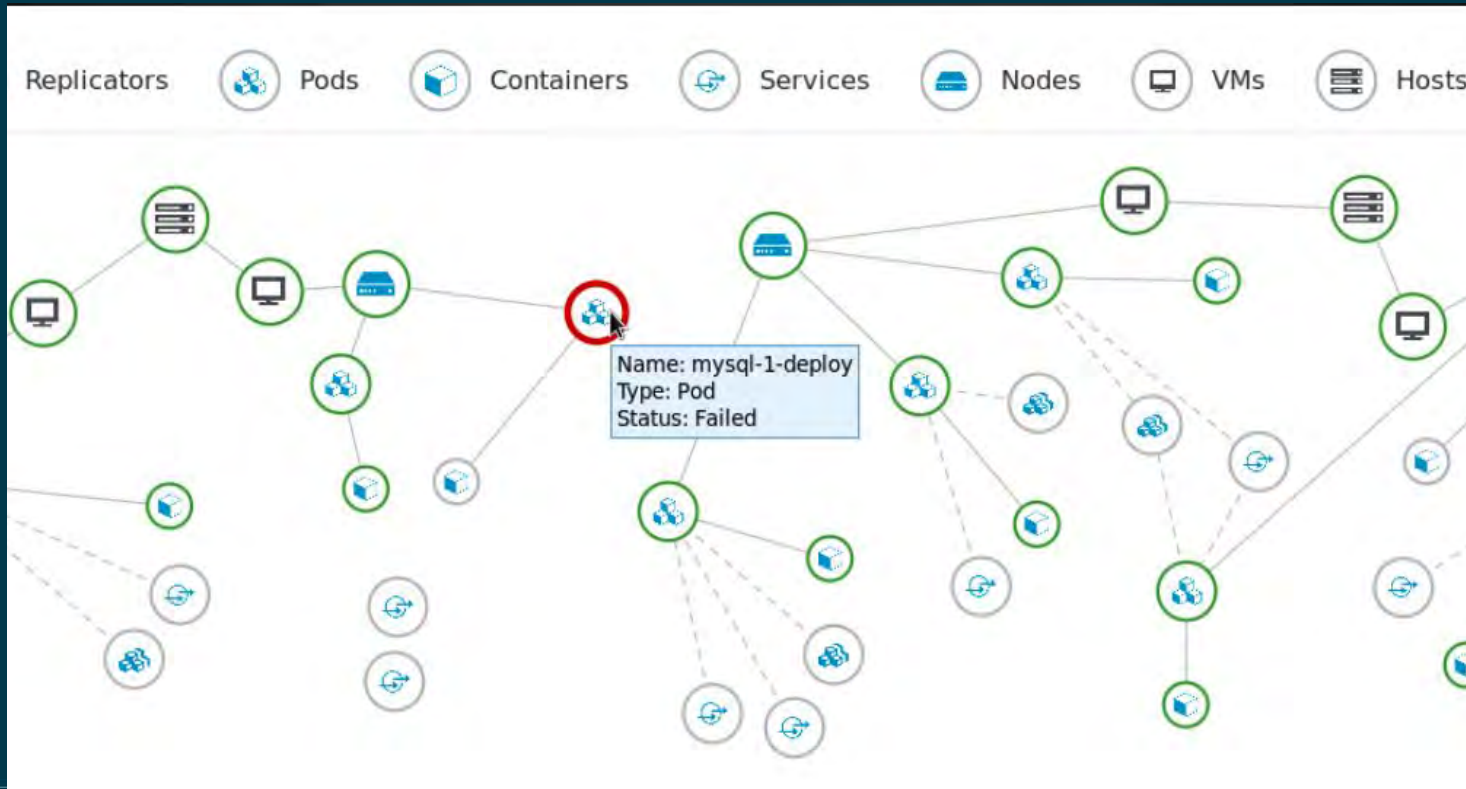 Replicators Pods Containers Services Nodes VMs Hosts
Name: mysql-1-deploy
Type: Pod
Status: Failed